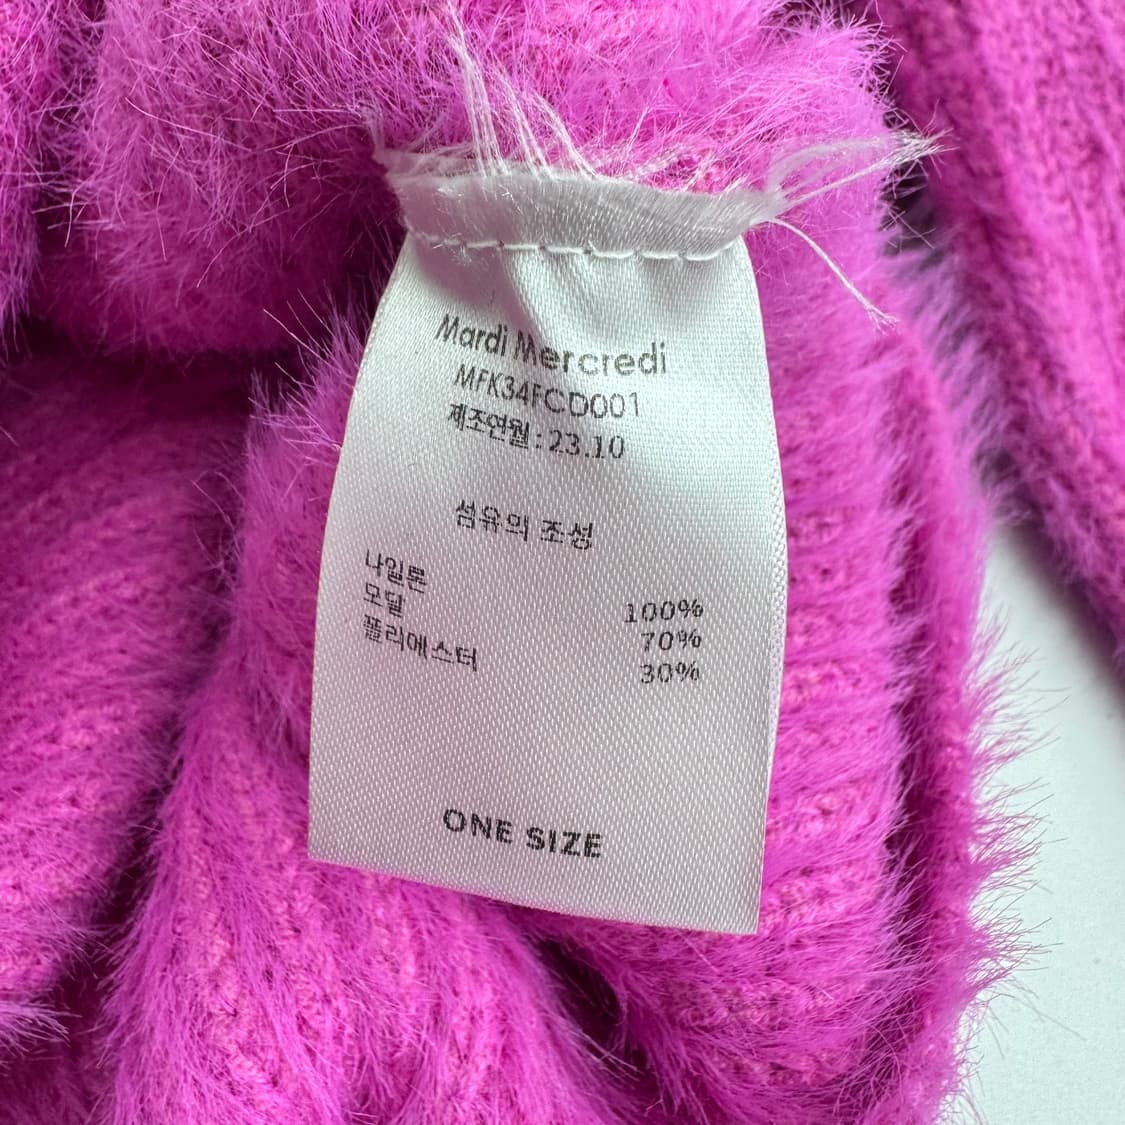 Mardi Mercredi
MFK34FCD001
제조연월 : 23.10
섬유의 조성
나일론 100%
모달 70%
폴리에스터 30%
ONE SIZE